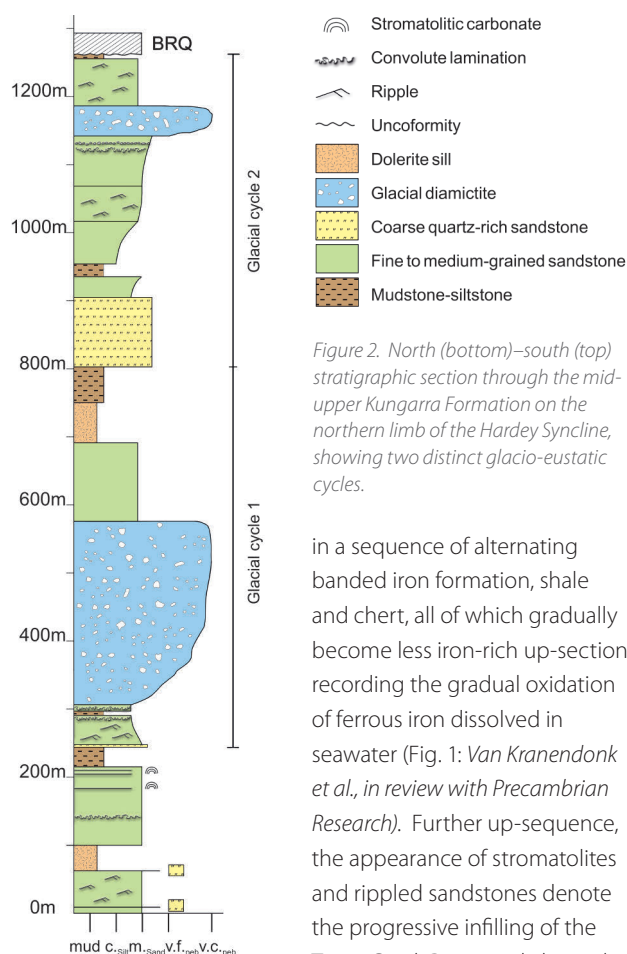 BRQ
1200m
1000m
800m
600m
400m
200m
0m
Glacial cycle 2
Glacial cycle 1
mud c.Sill m.Sand v.f.peb v.c.peb
Stromatolitic carbonate
Convolute lamination
Ripple
Uncoformity
Dolerite sill
Glacial diamictite
Coarse quartz-rich sandstone
Fine to medium-grained sandstone
Mudstone-siltstone
Figure 2. North (bottom)–south (top)
stratigraphic section through the mid-
upper Kungarra Formation on the
northern limb of the Hardey Syncline,
showing two distinct glacio-eustatic
cycles.
in a sequence of alternating
banded iron formation, shale
and chert, all of which gradually
become less iron-rich up-section
recording the gradual oxidation
of ferrous iron dissolved in
seawater (Fig. 1: Van Kranendonk
et al., in review with Precambrian
Research). Further up-sequence,
the appearance of stromatolites
and rippled sandstones denote
the progressive infilling of the